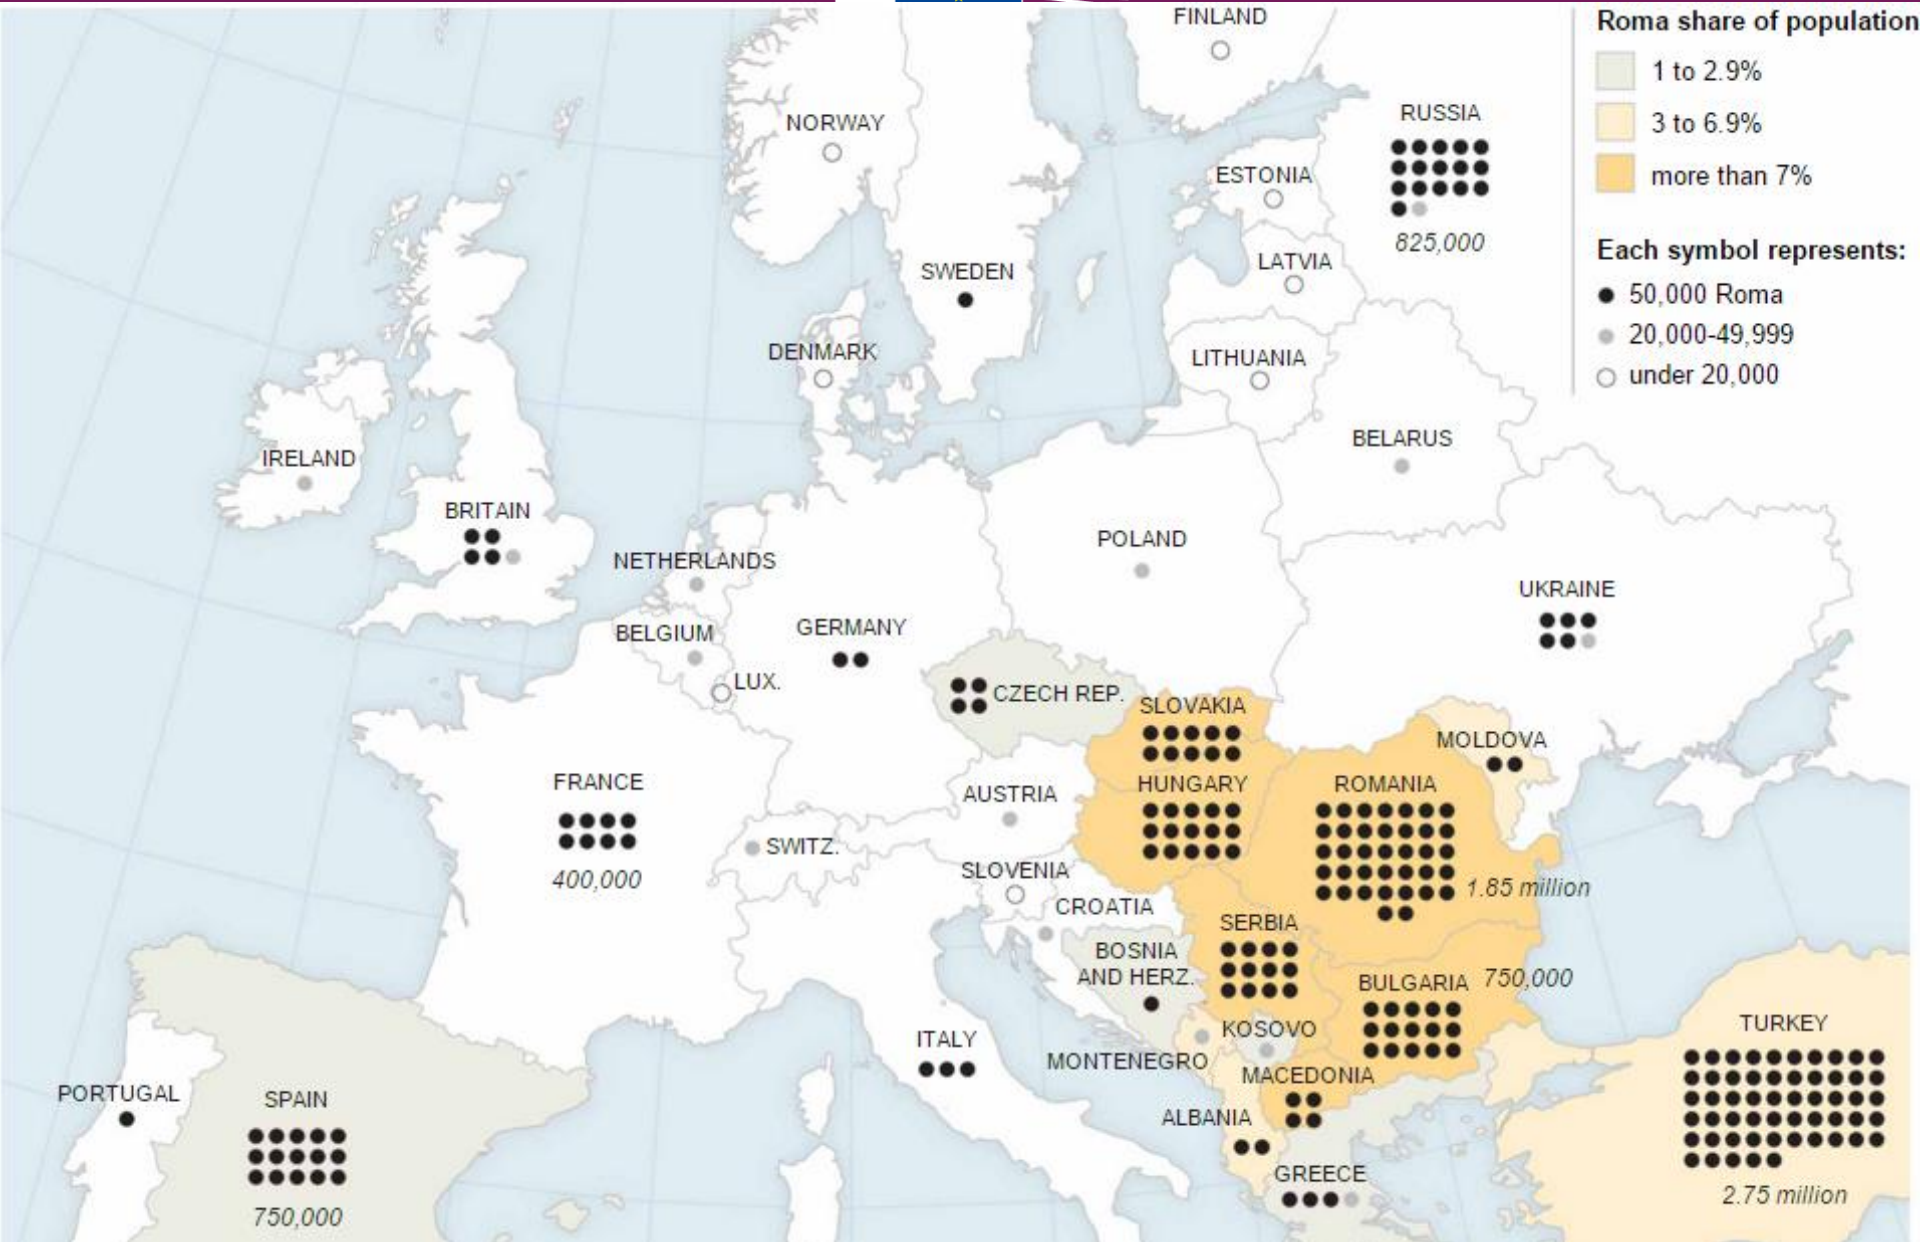 FINLAND
Roma share of population
1 to 2.9%
3 to 6.9%
more than 7%
Each symbol represents:
50,000 Roma
20,000-49,999
under 20,000
NORWAY
RUSSIA
825,000
ESTONIA
SWEDEN
LATVIA
DENMARK
LITHUANIA
BELARUS
IRELAND
BRITAIN
NETHERLANDS
POLAND
UKRAINE
BELGIUM
GERMANY
LUX.
CZECH REP.
SLOVAKIA
MOLDOVA
FRANCE
400,000
AUSTRIA
HUNGARY
ROMANIA
1.85 million
SWITZ.
SLOVENIA
CROATIA
SERBIA
BOSNIA
AND HERZ.
BULGARIA
750,000
ITALY
KOSOVO
MONTENEGRO
MACEDONIA
TURKEY
2.75 million
PORTUGAL
SPAIN
750,000
ALBANIA
GREECE